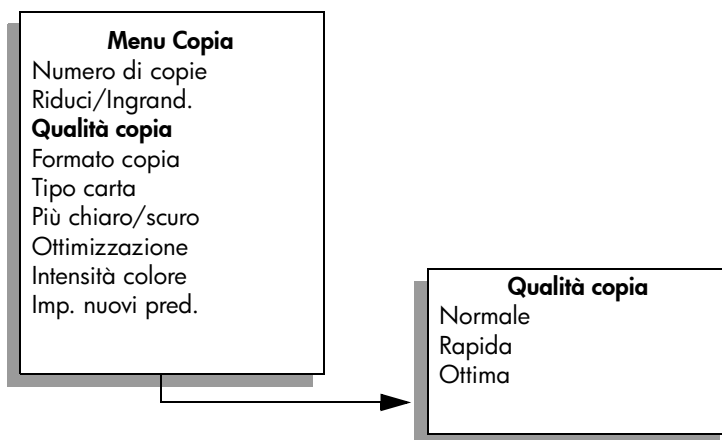 Menu Copia
Numero di copie
Riduci/Ingrand.
Qualità copia
Formato copia
Tipo carta
Più chiaro/scuro
Ottimizzazione
Intensità colore
Imp. nuovi pred.
Qualità copia
Normale
Rapida
Ottima